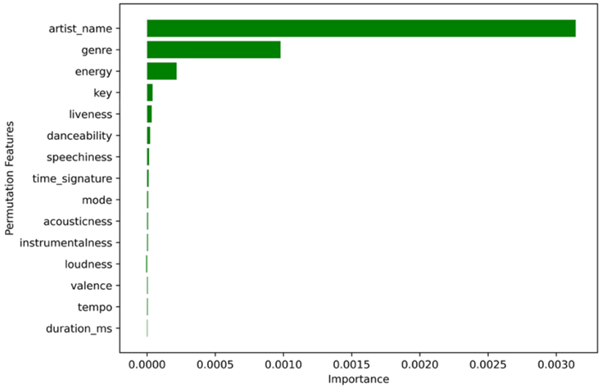 Permutation Features
artist_name
genre
energy
key
liveness
danceability
speechiness
time_signature
mode
acousticness
instrumentalness
loudness
valence
tempo
duration_ms
0.0000 0.0005 0.0010 0.0015 0.0020 0.0025 0.0030
Importance